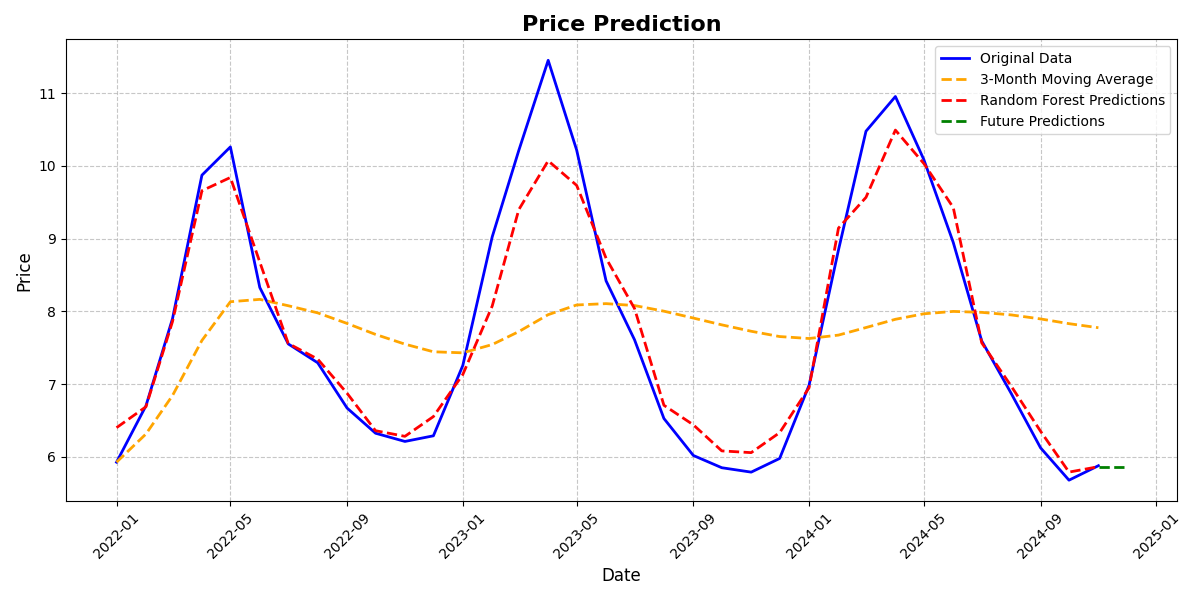 Price Prediction
Original Data
3-Month Moving Average
Random Forest Predictions
Future Predictions
Price
11
10
9
8
7
6
2022-01
2022-05
2022-09
2023-01
2023-05
2023-09
2024-01
2024-05
2024-09
2025-01
Date